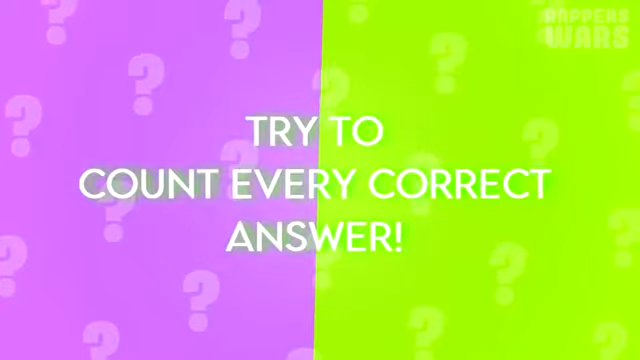 RAPPERS
WARS
TRY TO
COUNT EVERY CORRECT
ANSWER!